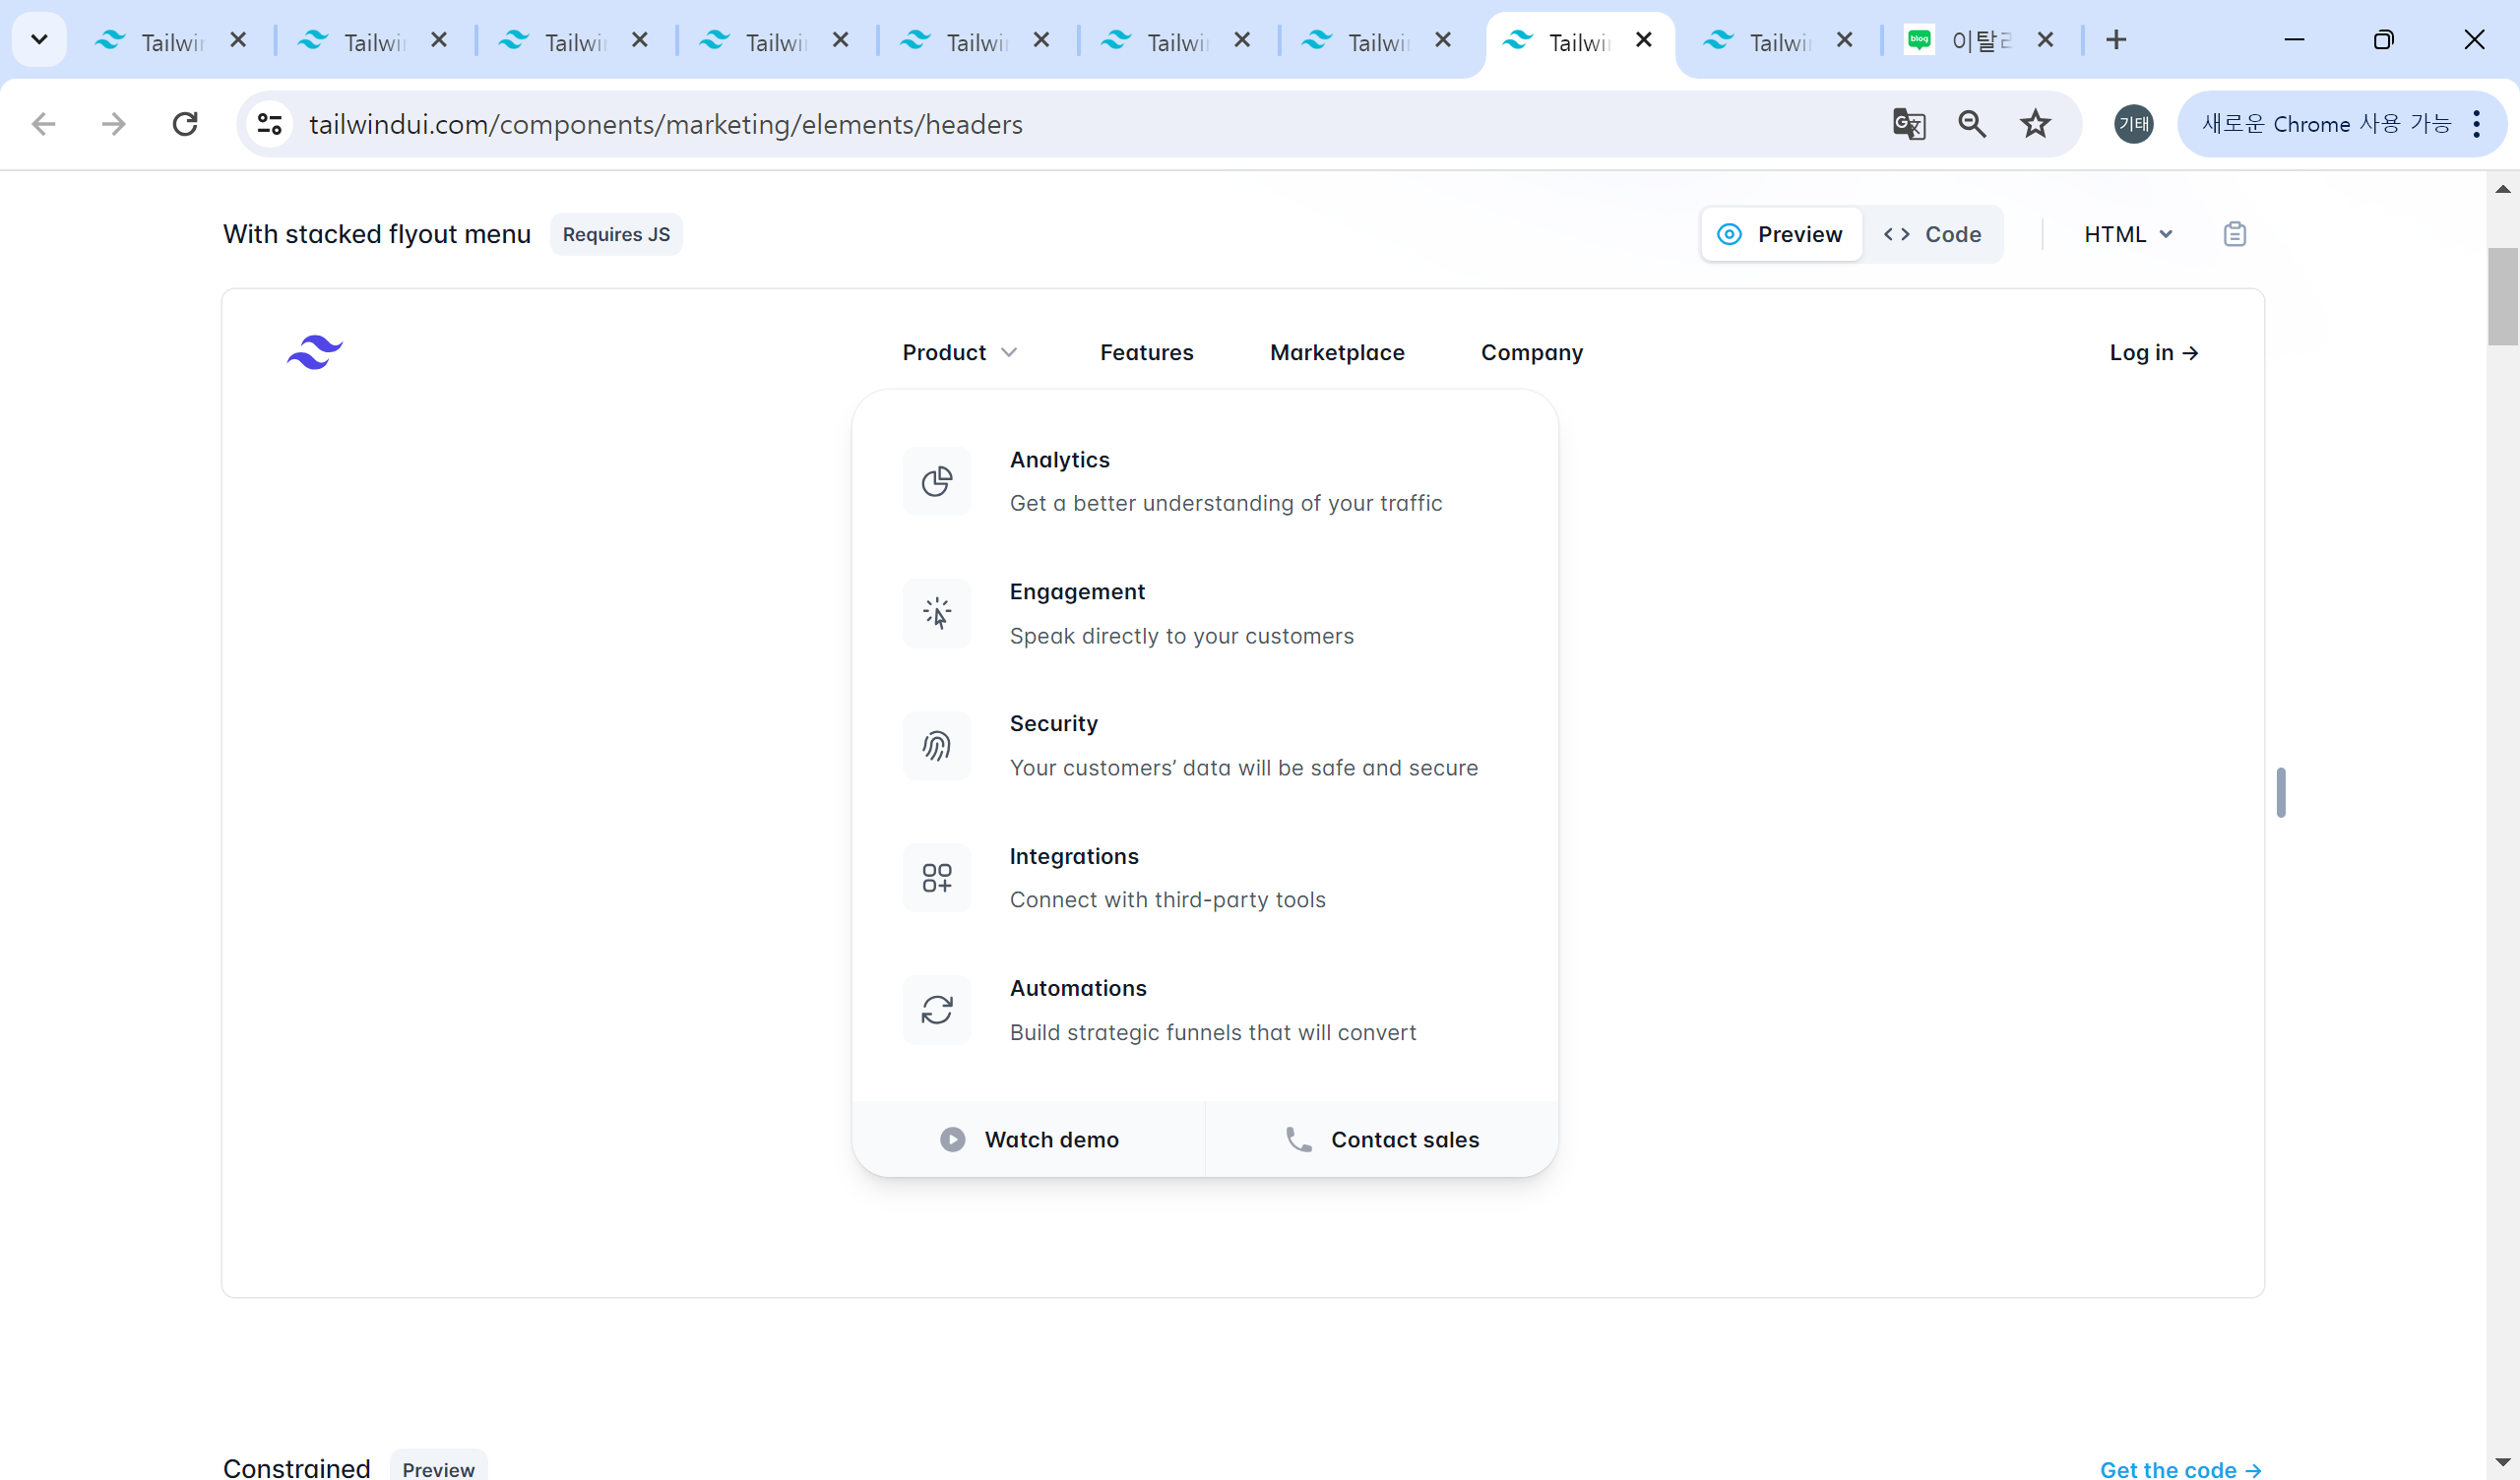 Tailwi
Tailwi
Tailwi
Tailwi
Tailwi
Tailwi
Tailwi
Tailwi
Tailwi
blog
이탈리
tailwindui.com/components/marketing/elements/headers
기태
새로운 Chrome 사용 가능
With stacked flyout menu
Requires JS
Preview
Code
HTML
Product
Features
Marketplace
Company
Log in →
Analytics
Get a better understanding of your traffic
Engagement
Speak directly to your customers
Security
Your customers’ data will be safe and secure
Integrations
Connect with third-party tools
Automations
Build strategic funnels that will convert
Watch demo
Contact sales
Constrained
Preview
Get the code →